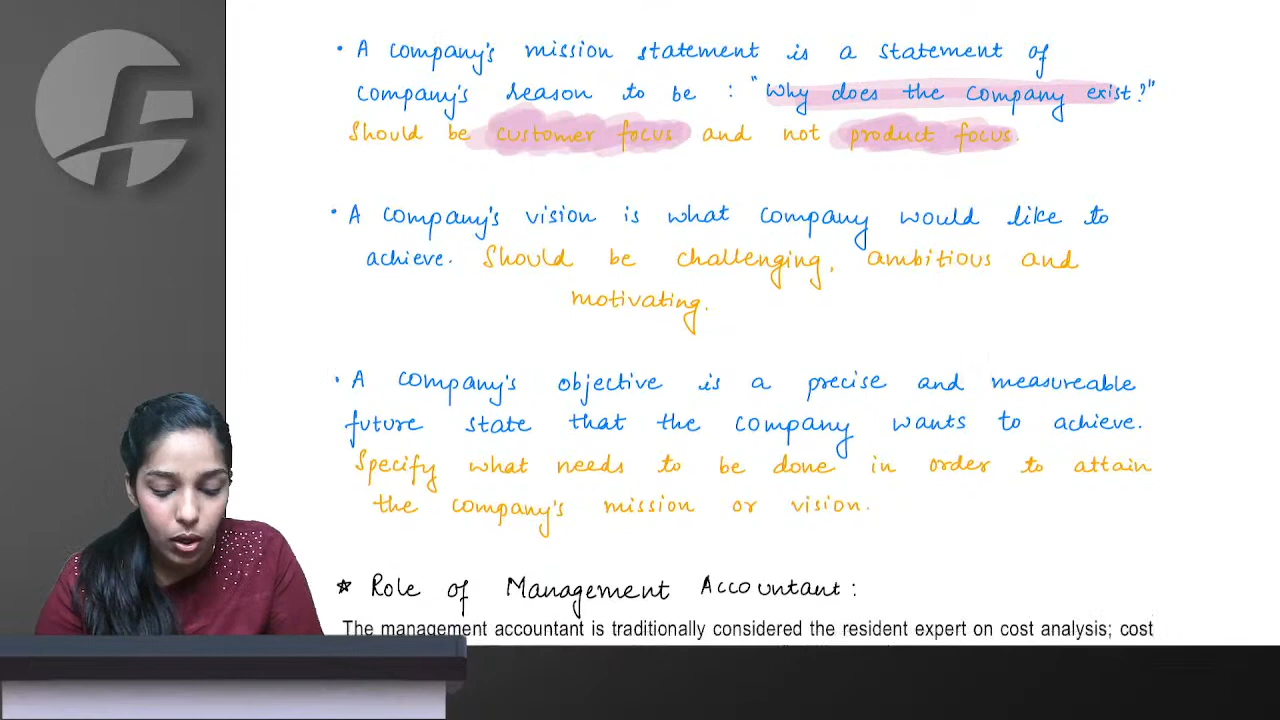 • A company's mission statement is a statement of
company's reason to be : "Why does the company exist?"
Should be customer focus and not product focus.
• A company's vision is what company would like to
achieve. Should be challenging, ambitious and
motivating.
• A company's objective is a precise and measureable
future state that the company wants to achieve.
Specify what needs to be done in order to attain
the company's mission or vision.
* Role of Management Accountant :
The management accountant is traditionally considered the resident expert on cost analysis; cost